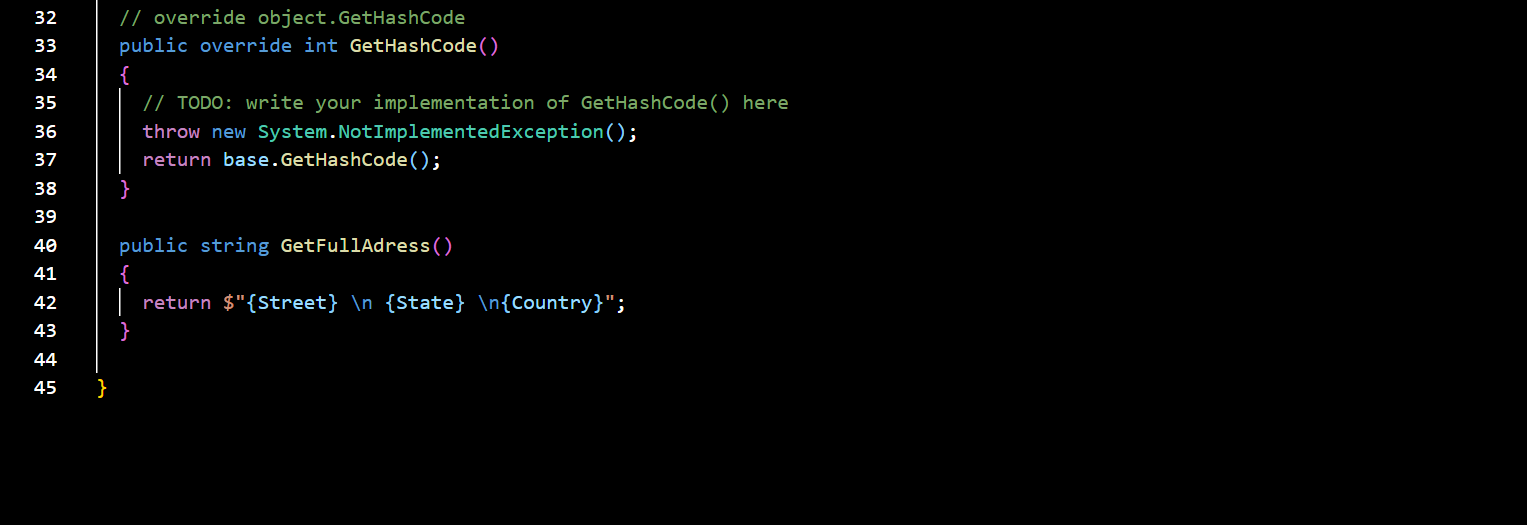 32 // override object.GetHashCode
33 public override int GetHashCode()
34 {
35 // TODO: write your implementation of GetHashCode() here
36 throw new System.NotImplementedException();
37 return base.GetHashCode();
38 }
39
40 public string GetFullAdress()
41 {
42 return $"{Street} \n {State} \n{Country}";
43 }
44
45 }